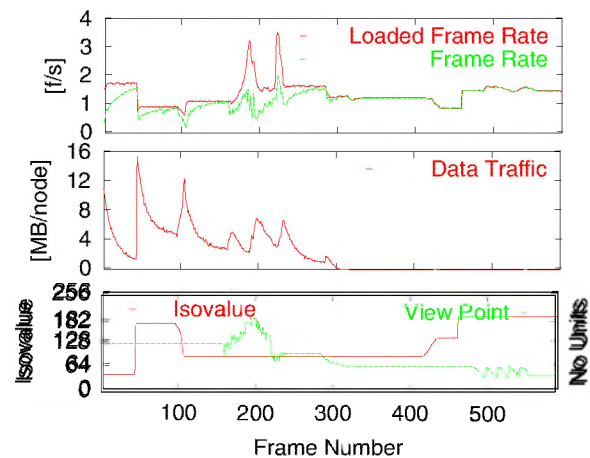 4
Loaded Frame Rate
3
Frame Rate
[f/s]
2
1
0
16
Data Traffic
12
[MB/node]
8
4
0
256
Isovalue
View Point
182
128
64
0
Isovalue
No Units
100 200 300 400 500
Frame Number